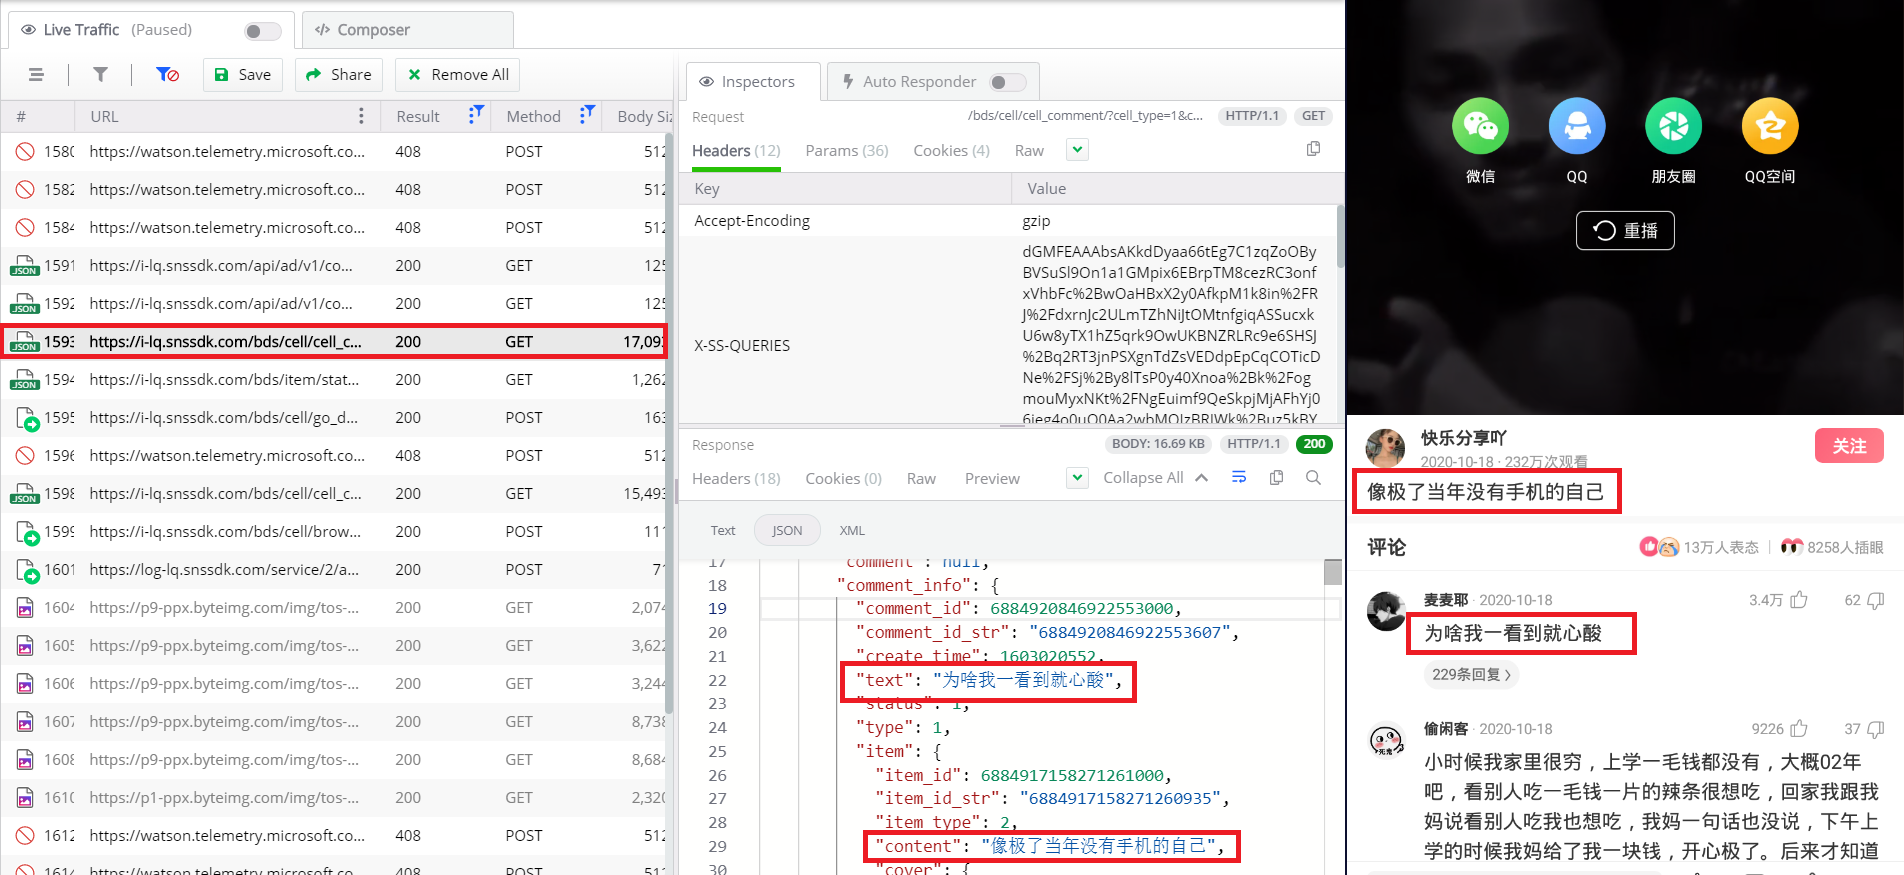 Live Traffic (Paused)
Composer
Save
Share
Remove All
# URL Result Method Body Siz
1580 https://watson.telemetry.microsoft.co... 408 POST 512
1582 https://watson.telemetry.microsoft.co... 408 POST 512
1584 https://watson.telemetry.microsoft.co... 408 POST 512
JSON 1591 https://i-lq.snssdk.com/api/ad/v1/co... 200 GET 125
JSON 1592 https://i-lq.snssdk.com/api/ad/v1/co... 200 GET 125
JSON 1593 https://i-lq.snssdk.com/bds/cell/cell_c... 200 GET 17,093
JSON 1594 https://i-lq.snssdk.com/bds/item/stat... 200 GET 1,262
1595 https://i-lq.snssdk.com/bds/cell/go_d... 200 POST 163
1596 https://watson.telemetry.microsoft.co... 408 POST 512
JSON 1598 https://i-lq.snssdk.com/bds/cell/cell_c... 200 GET 15,493
1599 https://i-lq.snssdk.com/bds/cell/brow... 200 POST 111
1601 https://log-lq.snssdk.com/service/2/a... 200 POST 71
1604 https://p9-ppx.byteimg.com/img/tos-... 200 GET 2,074
1605 https://p9-ppx.byteimg.com/img/tos-... 200 GET 3,622
1606 https://p9-ppx.byteimg.com/img/tos-... 200 GET 3,244
1607 https://p9-ppx.byteimg.com/img/tos-... 200 GET 8,738
1608 https://p9-ppx.byteimg.com/img/tos-... 200 GET 8,684
1610 https://p1-ppx.byteimg.com/img/tos-... 200 GET 2,320
1612 https://watson.telemetry.microsoft.co... 408 POST 512
1614 https://watson.telemetry.microsoft.co... 408 POST 512
Inspectors
Auto Responder
Request /bds/cell/cell_comment/?cell_type=1&c... HTTP/1.1 GET
Headers (12) Params (36) Cookies (4) Raw
Key Value
Accept-Encoding gzip
X-SS-QUERIES
dGMFEAAAbsAKkdDyaa66tEg7C1zqZoOBy
BVSuSl9On1a1GMpix6EBrpTM8cezRC3onf
xVhbFc%2BwOaHBxX2y0AfkpM1k8in%2FR
J%2FdxrnJc2ULmTZhNiJtOMtnfgiqASSucxk
U6w8yTX1hZ5qrk9OwUKBNZRLRc9e6SHSJ
%2Bq2RT3jnPSXgnTdZsVEDdpEpCqCOTicD
Ne%2FSj%2By8lTsP0y40Xnoa%2Bk%2Fog
mouMyxNKt%2FNgEuimf9QeSkpjMjAFhYj0
Response BODY: 16.69 KB HTTP/1.1 200
Headers (18) Cookies (0) Raw Preview Collapse All
Text JSON XML
17 "comment": null,
18 "comment_info": {
19 "comment_id": 6884920846922553000,
20 "comment_id_str": "6884920846922553607",
21 "create_time": 1603020552,
22 "text": "为啥我一看到就心酸",
23 "status": 1,
24 "type": 1,
25 "item": {
26 "item_id": 6884917158271261000,
27 "item_id_str": "6884917158271260935",
28 "item_type": 2,
29 "content": "像极了当年没有手机的自己",
30 "cover": {
微信 QQ 朋友圈 QQ空间
重播
快乐分享吖
关注
2020-10-18 · 232万次观看
像极了当年没有手机的自己
评论 13万人表态 | 8258人插眼
麦麦耶 · 2020-10-18 3.4万 62
为啥我一看到就心酸
229条回复 >
偷闲客 · 2020-10-18 9226 37
小时候我家里很穷，上学一毛钱都没有，大概02年
吧，看别人吃一毛钱一片的辣条很想吃，回家我跟我
妈说看别人吃我也想吃，我妈一句话也没说，下午上
学的时候我妈给了我一块钱，开心极了。后来才知道